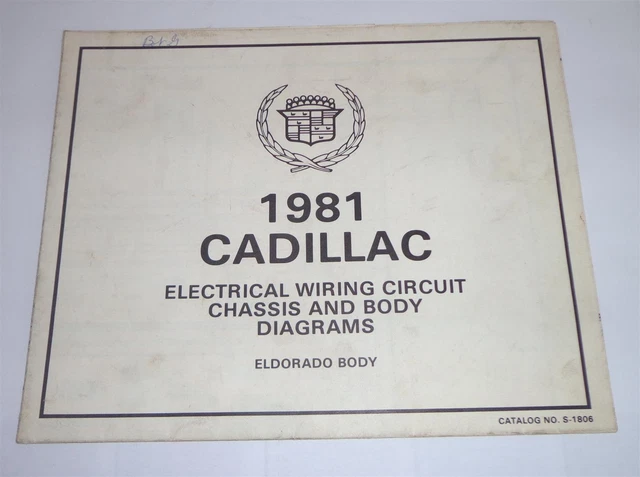 1981
CADILLAC
ELECTRICAL WIRING CIRCUIT
CHASSIS AND BODY
DIAGRAMS
ELDORADO BODY
CATALOG NO. S-1806